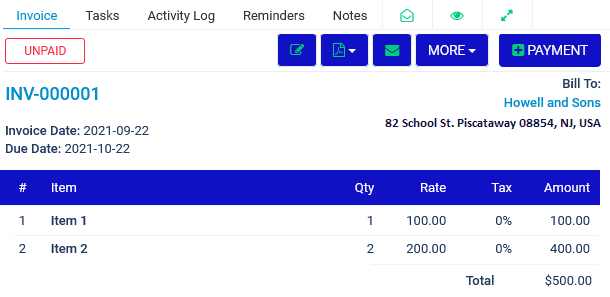 Invoice Tasks Activity Log Reminders Notes
UNPAID MORE PAYMENT
INV-000001
Bill To:
Howell and Sons
82 School St. Piscataway 08854, NJ, USA
Invoice Date: 2021-09-22
Due Date: 2021-10-22
# Item Qty Rate Tax Amount
1 Item 1 1 100.00 0% 100.00
2 Item 2 2 200.00 0% 400.00
Total $500.00